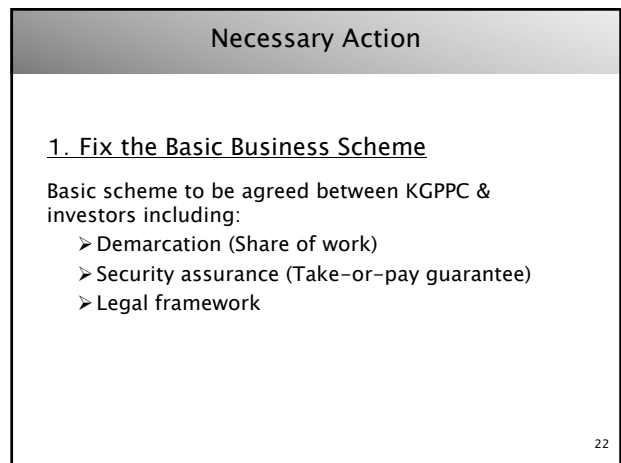 Necessary Action
1. Fix the Basic Business Scheme
Basic scheme to be agreed between KGPPC &
investors including:
➢Demarcation (Share of work)
➢Security assurance (Take-or-pay guarantee)
➢Legal framework
22